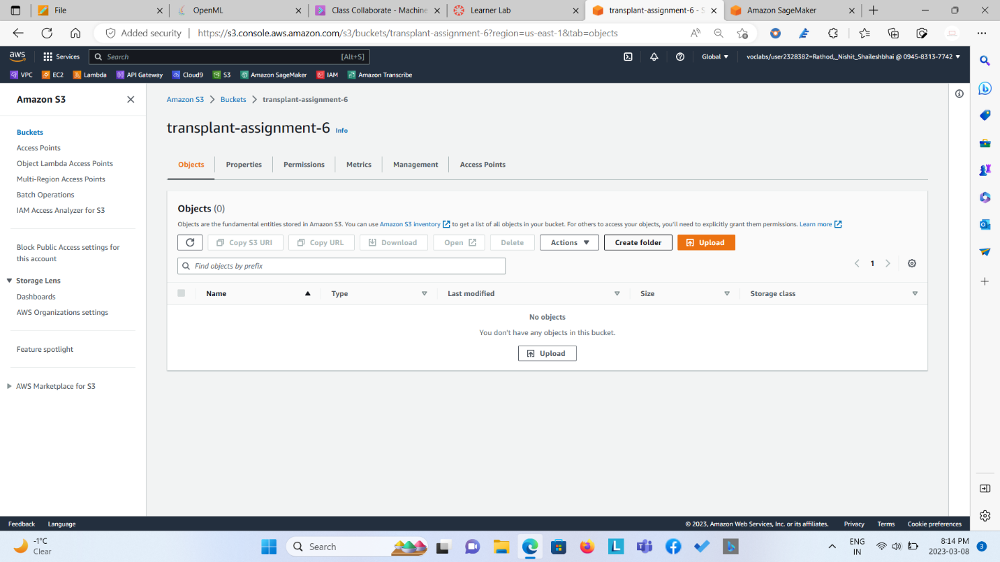 File
OpenML
Class Collaborate - Machine
Learner Lab
transplant-assignment-6 - S
Amazon SageMaker
Added security
https://s3.console.aws.amazon.com/s3/buckets/transplant-assignment-6?region=us-east-1&tab=objects
aws
Services
Search
[Alt+S]
Global
voclabs/user2328382=Rathod,_Nishit_Shaileshbhai @ 0945-8313-7742
VPC
EC2
Lambda
API Gateway
Cloud9
S3
Amazon SageMaker
IAM
Amazon Transcribe
Amazon S3
Buckets
Access Points
Object Lambda Access Points
Multi-Region Access Points
Batch Operations
IAM Access Analyzer for S3
Block Public Access settings for
this account
Storage Lens
Dashboards
AWS Organizations settings
Feature spotlight
AWS Marketplace for S3
Amazon S3 > Buckets > transplant-assignment-6
transplant-assignment-6 Info
Objects
Properties
Permissions
Metrics
Management
Access Points
Objects (0)
Objects are the fundamental entities stored in Amazon S3. You can use Amazon S3 inventory to get a list of all objects in your bucket. For others to access your objects, you'll need to explicitly grant them permissions. Learn more
Copy S3 URI
Copy URL
Download
Open
Delete
Actions
Create folder
Upload
Find objects by prefix
1
Name
Type
Last modified
Size
Storage class
No objects
You don't have any objects in this bucket.
Upload
Feedback
Language
© 2023, Amazon Web Services, Inc. or its affiliates.
Privacy
Terms
Cookie preferences
-1°C
Clear
Search
ENG
IN
8:14 PM
2023-03-08
3